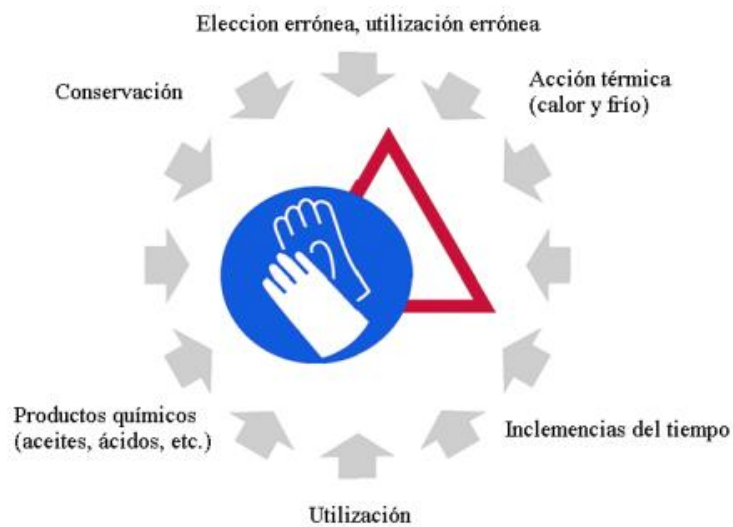 Eleccion errónea, utilización errónea
Conservación
Acción térmica
(calor y frío)
Productos químicos
(aceites, ácidos, etc.)
Inclemencias del tiempo
Utilización